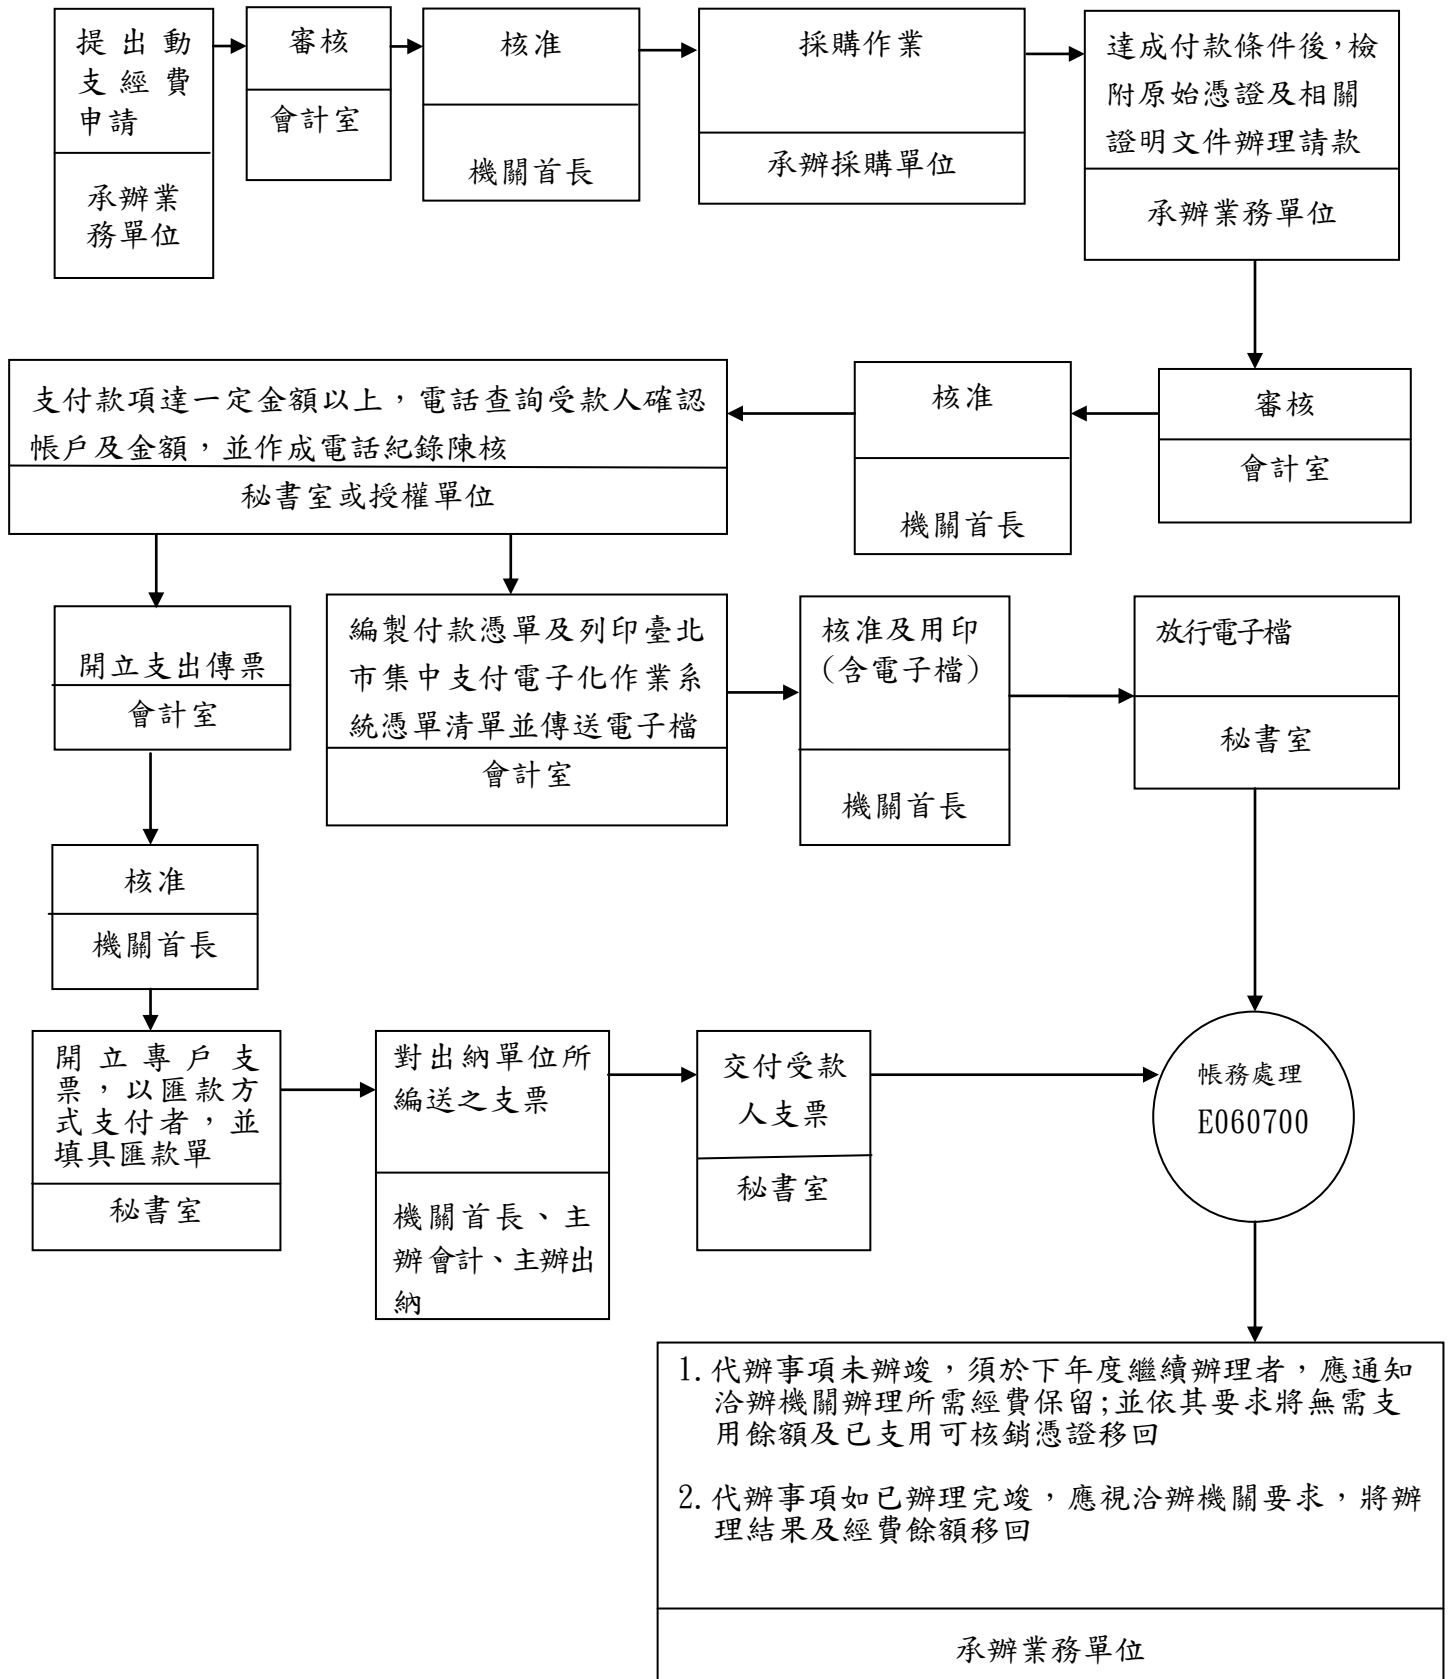 提出動
支經費
申請
承辦業
務單位
審核
會計室
核准
機關首長
採購作業
承辦採購單位
達成付款條件後，檢
附原始憑證及相關
證明文件辦理請款
承辦業務單位
審核
會計室
核准
機關首長
支付款項達一定金額以上，電話查詢受款人確認
帳戶及金額，並作成電話紀錄陳核
秘書室或授權單位
開立支出傳票
會計室
編製付款憑單及列印臺北
市集中支付電子化作業系
統憑單清單並傳送電子檔
會計室
核准及用印
(含電子檔)
機關首長
放行電子檔
秘書室
核准
機關首長
開立專戶支
票，以匯款方
式支付者，並
填具匯款單
秘書室
對出納單位所
編送之支票
機關首長、主
辦會計、主辦出
納
交付受款
人支票
秘書室
帳務處理
E060700
1.代辦事項未辦竣，須於下年度繼續辦理者，應通知
洽辦機關辦理所需經費保留;並依其要求將無需支
用餘額及已支用可核銷憑證移回
2.代辦事項如已辦理完竣，應視洽辦機關要求，將辦
理結果及經費餘額移回
承辦業務單位